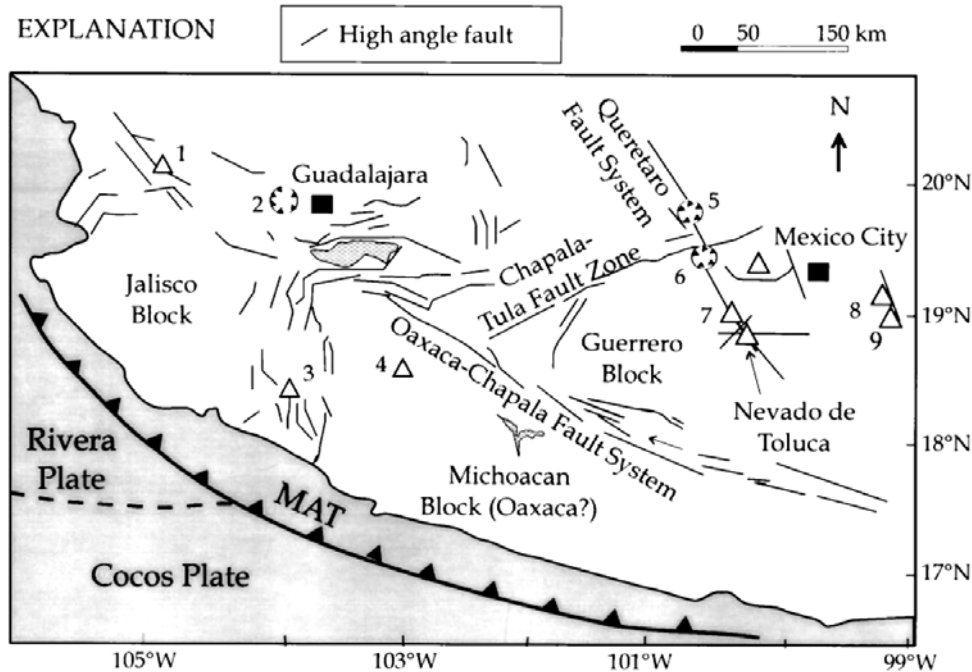 EXPLANATION
High angle fault
0 50 150 km
N
1
2
Guadalajara
Queretaro
Fault System
5
20°N
6
Mexico City
Chapala-
Tula Fault Zone
Jalisco
Block
7
8
19°N
9
3
4
Oaxaca-Chapala Fault System
Guerrero
Block
Nevado de
Toluca
18°N
Rivera
Plate
MAT
Michoacan
Block (Oaxaca?)
Cocos Plate
17°N
105°W
103°W
101°W
99°W